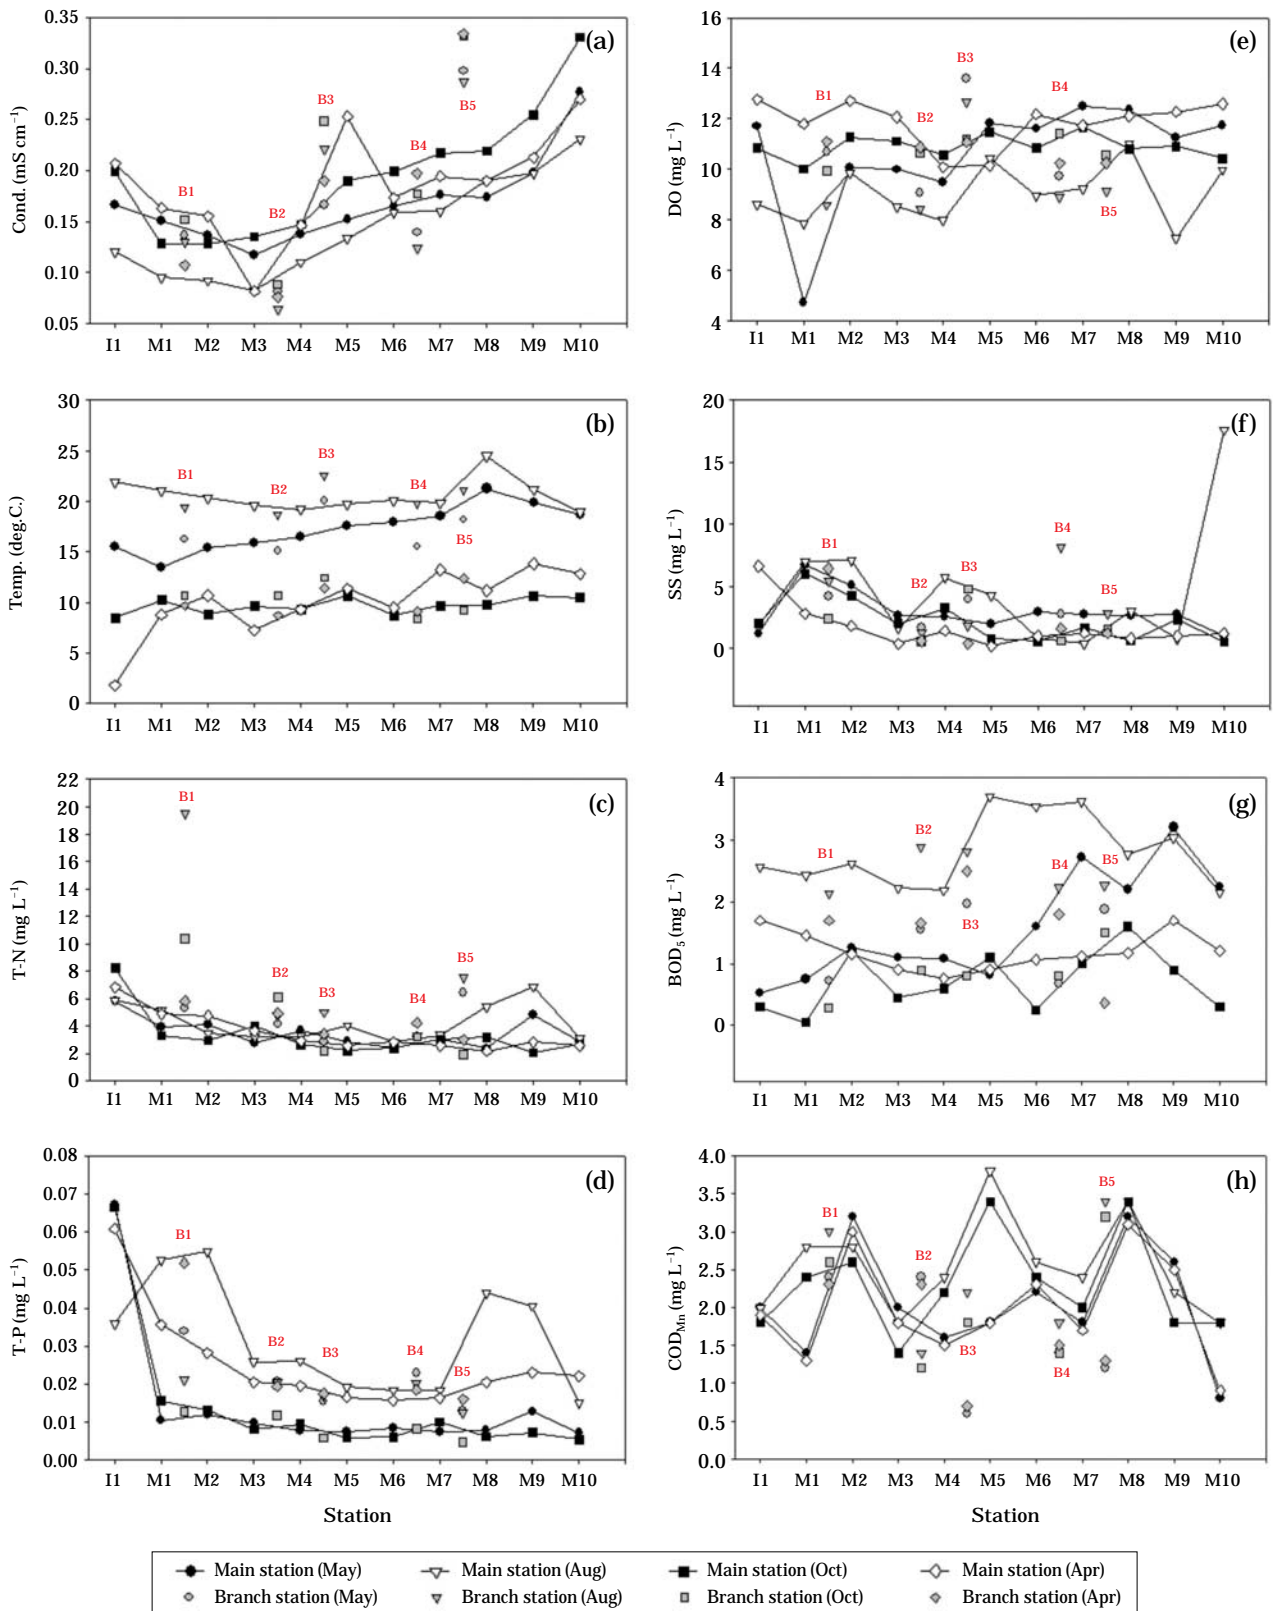 (a)
Cond. (mS cm⁻¹)
0.35
0.30
0.25
0.20
0.15
0.10
0.05
B1
B2
B3
B4
B5
I1 M1 M2 M3 M4 M5 M6 M7 M8 M9 M10
(e)
DO (mg L⁻¹)
16
14
12
10
8
6
4
B1
B2
B3
B4
B5
I1 M1 M2 M3 M4 M5 M6 M7 M8 M9 M10
(b)
Temp. (deg.C.)
30
25
20
15
10
5
0
B1
B2
B3
B4
B5
I1 M1 M2 M3 M4 M5 M6 M7 M8 M9 M10
(f)
SS (mg L⁻¹)
20
15
10
5
0
B1
B2
B3
B4
B5
I1 M1 M2 M3 M4 M5 M6 M7 M8 M9 M10
(c)
T-N (mg L⁻¹)
22
20
18
16
14
12
10
8
6
4
2
0
B1
B2
B3
B4
B5
I1 M1 M2 M3 M4 M5 M6 M7 M8 M9 M10
(g)
BOD₅ (mg L⁻¹)
4
3
2
1
0
B1
B2
B3
B4
B5
I1 M1 M2 M3 M4 M5 M6 M7 M8 M9 M10
(d)
T-P (mg L⁻¹)
0.08
0.07
0.06
0.05
0.04
0.03
0.02
0.01
0.00
B1
B2
B3
B4
B5
I1 M1 M2 M3 M4 M5 M6 M7 M8 M9 M10
Station
(h)
COD_Mn (mg L⁻¹)
4.0
3.5
3.0
2.5
2.0
1.5
1.0
0.5
0.0
B1
B2
B3
B4
B5
I1 M1 M2 M3 M4 M5 M6 M7 M8 M9 M10
Station
Main station (May) Main station (Aug) Main station (Oct) Main station (Apr)
Branch station (May) Branch station (Aug) Branch station (Oct) Branch station (Apr)